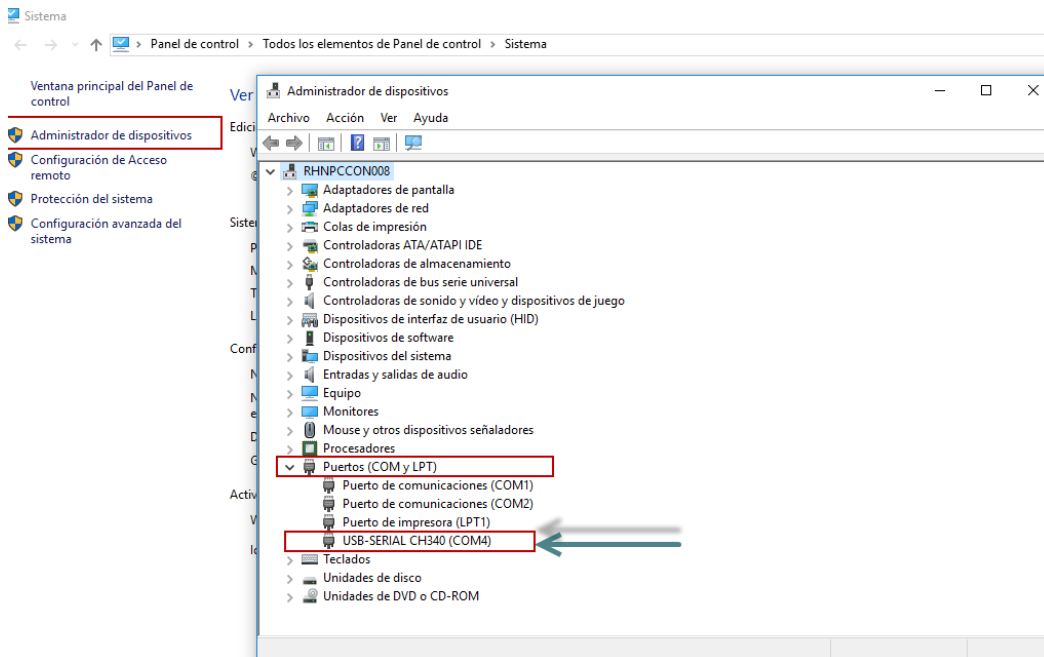 Sistema
Panel de control > Todos los elementos de Panel de control > Sistema
Ventana principal del Panel de
control
Administrador de dispositivos
Configuración de Acceso
remoto
Protección del sistema
Configuración avanzada del
sistema
Ver
Administrador de dispositivos
Archivo Acción Ver Ayuda
RHNPCCON008
Adaptadores de pantalla
Adaptadores de red
Colas de impresión
Controladoras ATA/ATAPI IDE
Controladoras de almacenamiento
Controladoras de bus serie universal
Controladoras de sonido y vídeo y dispositivos de juego
Dispositivos de interfaz de usuario (HID)
Dispositivos de software
Dispositivos del sistema
Entradas y salidas de audio
Equipo
Monitores
Mouse y otros dispositivos señaladores
Procesadores
Puertos (COM y LPT)
Puerto de comunicaciones (COM1)
Puerto de comunicaciones (COM2)
Puerto de impresora (LPT1)
USB-SERIAL CH340 (COM4)
Teclados
Unidades de disco
Unidades de DVD o CD-ROM